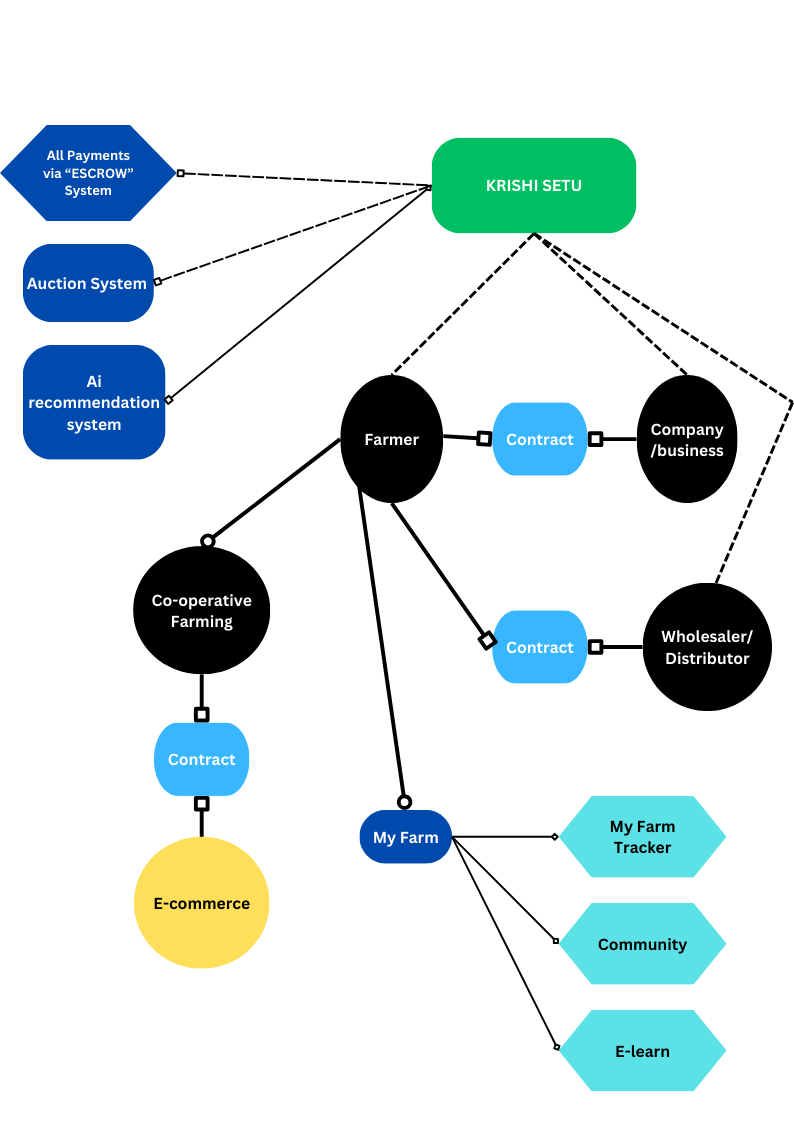 All Payments
via “ESCROW”
System
KRISHI SETU
Auction System
Ai
recommendation
system
Farmer
Contract
Company
/business
Co-operative
Farming
Contract
Wholesaler/
Distributor
Contract
My Farm
My Farm
Tracker
E-commerce
Community
E-learn